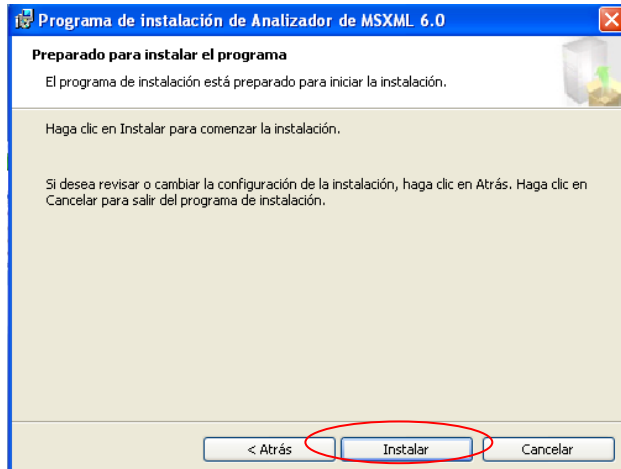 Programa de instalación de Analizador de MSXML 6.0
Preparado para instalar el programa
El programa de instalación está preparado para iniciar la instalación.
Haga clic en Instalar para comenzar la instalación.
Si desea revisar o cambiar la configuración de la instalación, haga clic en Atrás. Haga clic en
Cancelar para salir del programa de instalación.
< Atrás
Instalar
Cancelar